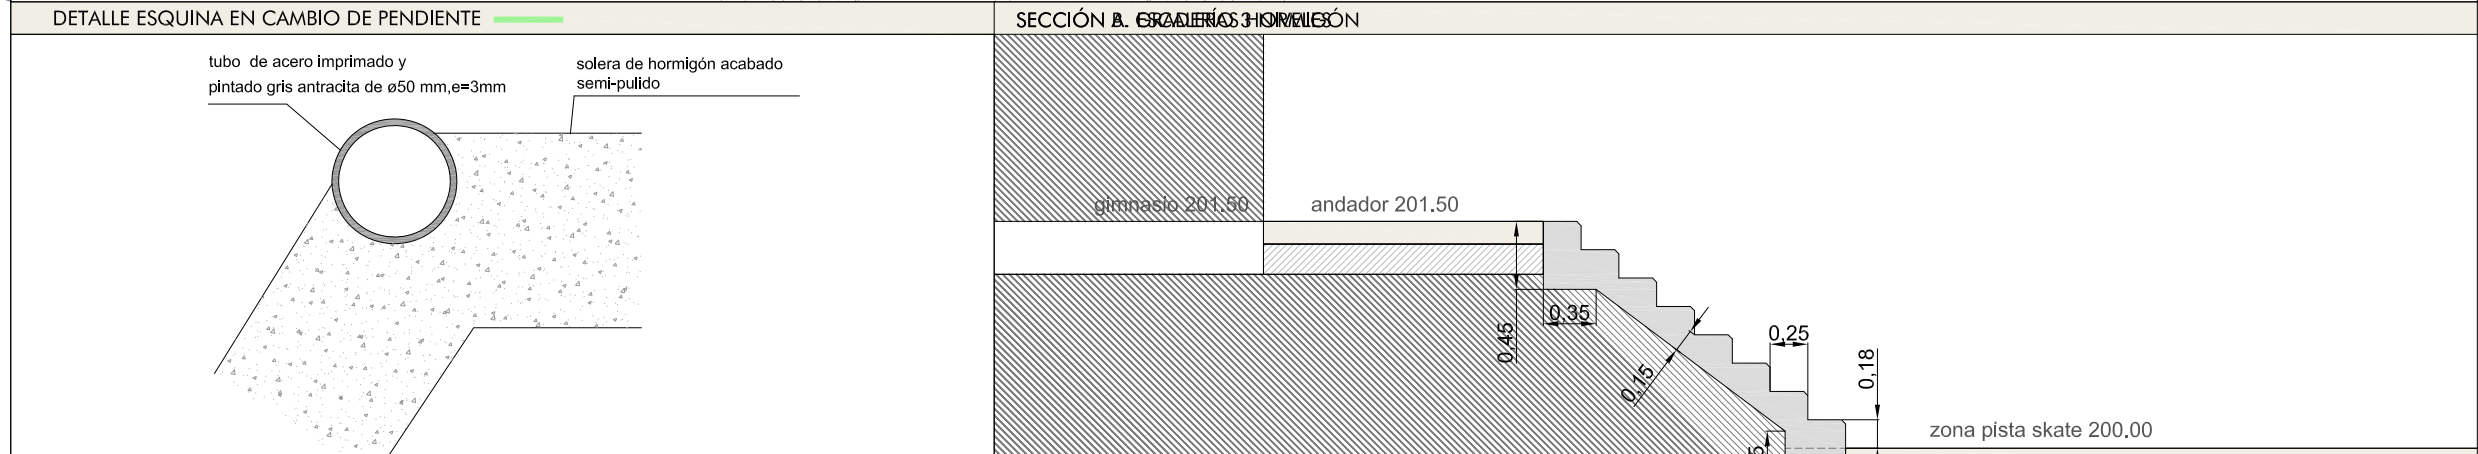 DETALLE ESQUINA EN CAMBIO DE PENDIENTE
SECCIÓN
tubo de acero imprimado y
pintado gris antracita de ø50 mm,e=3mm
solera de hormigón acabado
semi-pulido
gimnasio 201.50
andador 201.50
0,45
0,35
0,15
0,25
0,18
zona pista skate 200.00